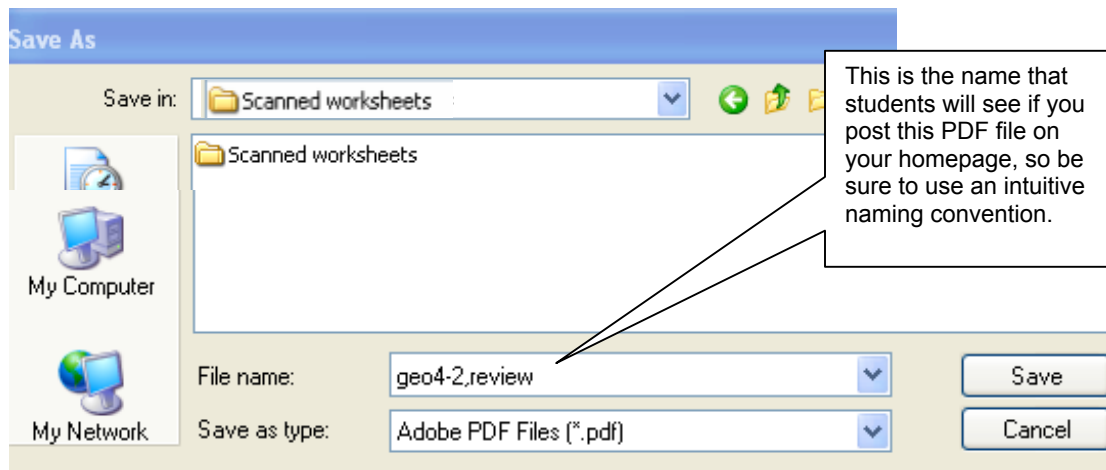 Save As
Save in:
Scanned worksheets
This is the name that
students will see if you
post this PDF file on
your homepage, so be
sure to use an intuitive
naming convention.
Scanned worksheets
My Computer
My Network
File name:
geo4-2,review
Save
Save as type:
Adobe PDF Files (*.pdf)
Cancel